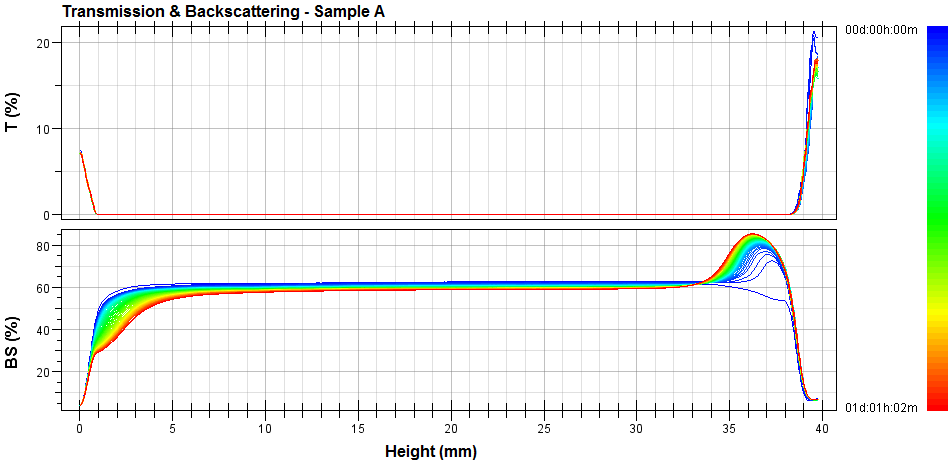 Transmission & Backscattering - Sample A
T (%)
20
10
0
BS (%)
80
60
40
20
0 5 10 15 20 25 30 35 40
Height (mm)
00d:00h:00m
01d:01h:02m